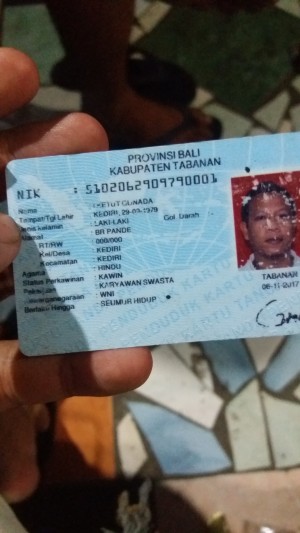 PROVINSI BALI
KABUPATEN TABANAN
NIK : 5102062909790001
Nama : I KETUT GUNADA
Tempat/Tgl Lahir : KEDIRI, 29-09-1979
Jenis kelamin : LAKI-LAKI Gol. Darah : -
Alamat : BR PANDE
RT/RW : 000/000
Kel/Desa : KEDIRI
Kecamatan : KEDIRI
Agama : HINDU
Status Perkawinan : KAWIN
Pekerjaan : KARYAWAN SWASTA
Kewarganegaraan : WNI
Berlaku Hingga : SEUMUR HIDUP
TABANAN
06-11-2017